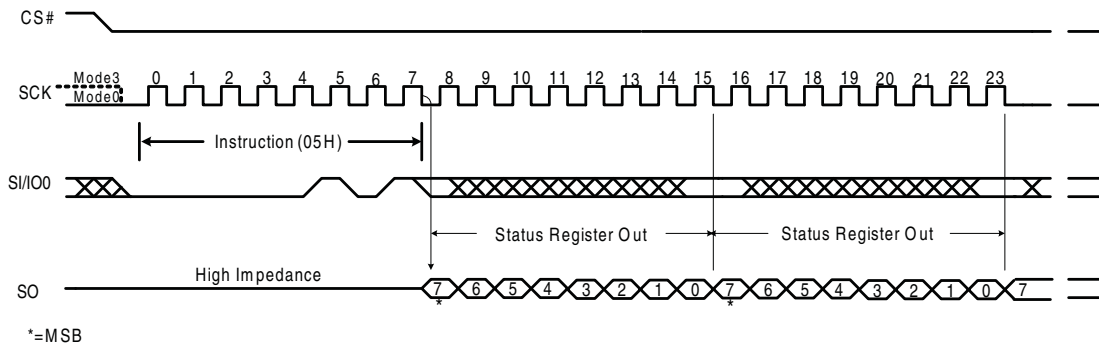 CS#
Mode3
0 1 2 3 4 5 6 7 8 9 10 11 12 13 14 15 16 17 18 19 20 21 22 23
SCK
Mode0
Instruction (05H)
SI/IO0
Status Register Out
Status Register Out
High Impedance
SO
7 6 5 4 3 2 1 0 7 6 5 4 3 2 1 0 7
* *
*=MSB